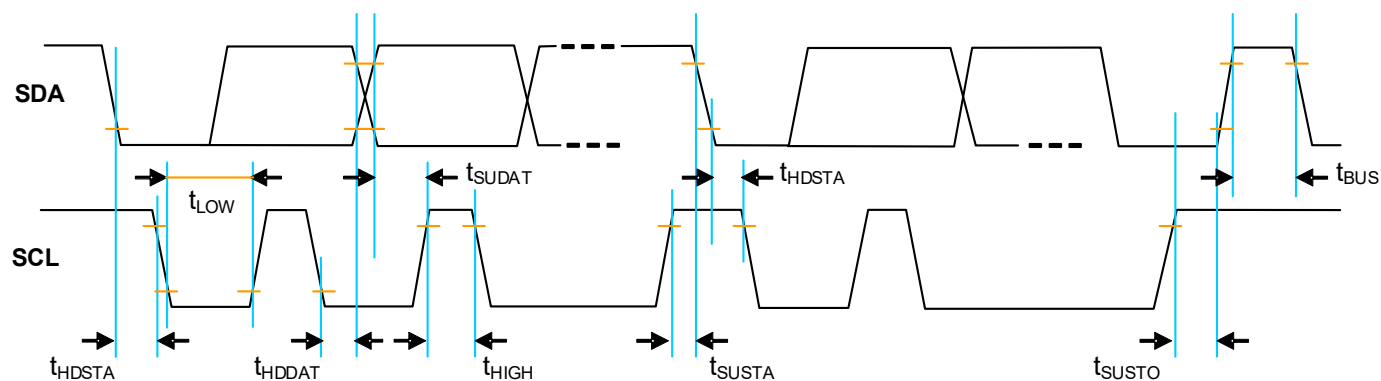 SDA
tSUDAT
tHDSTA
tBUS
tLOW
SCL
tHDSTA
tHDDAT
tHIGH
tSUSTA
tSUSTO